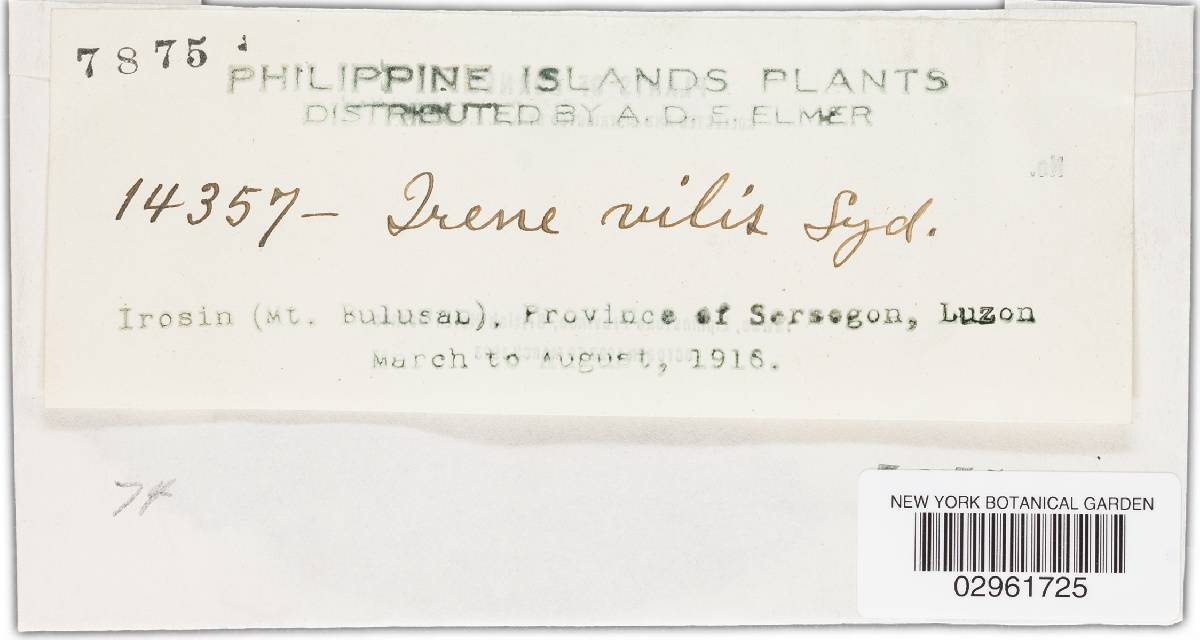 7875
PHILIPPINE ISLANDS PLANTS
DISTRIBUTED BY A. D. E. ELMER
No.
14357- Irene vilis Syd.
Irosin (Mt. Bulusan), Province of Sorsogon, Luzon
March to August, 1916.
74
NEW YORK BOTANICAL GARDEN
02961725